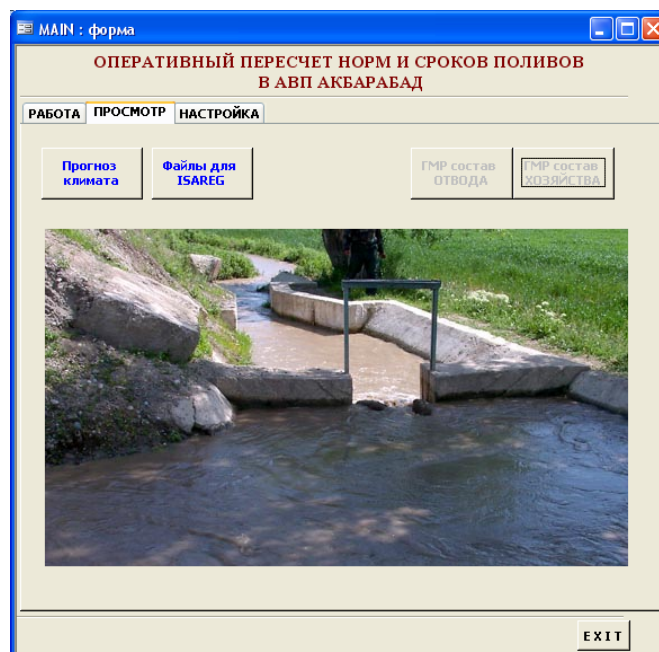 MAIN : форма
ОПЕРАТИВНЫЙ ПЕРЕСЧЕТ НОРМ И СРОКОВ ПОЛИВОВ
В АВП АКБАРАБАД
РАБОТА ПРОСМОТР НАСТРОЙКА
Прогноз климата
Файлы для ISAREG
ГМР состав ОТВОДА
ГМР состав ХОЗЯЙСТВА
EXIT